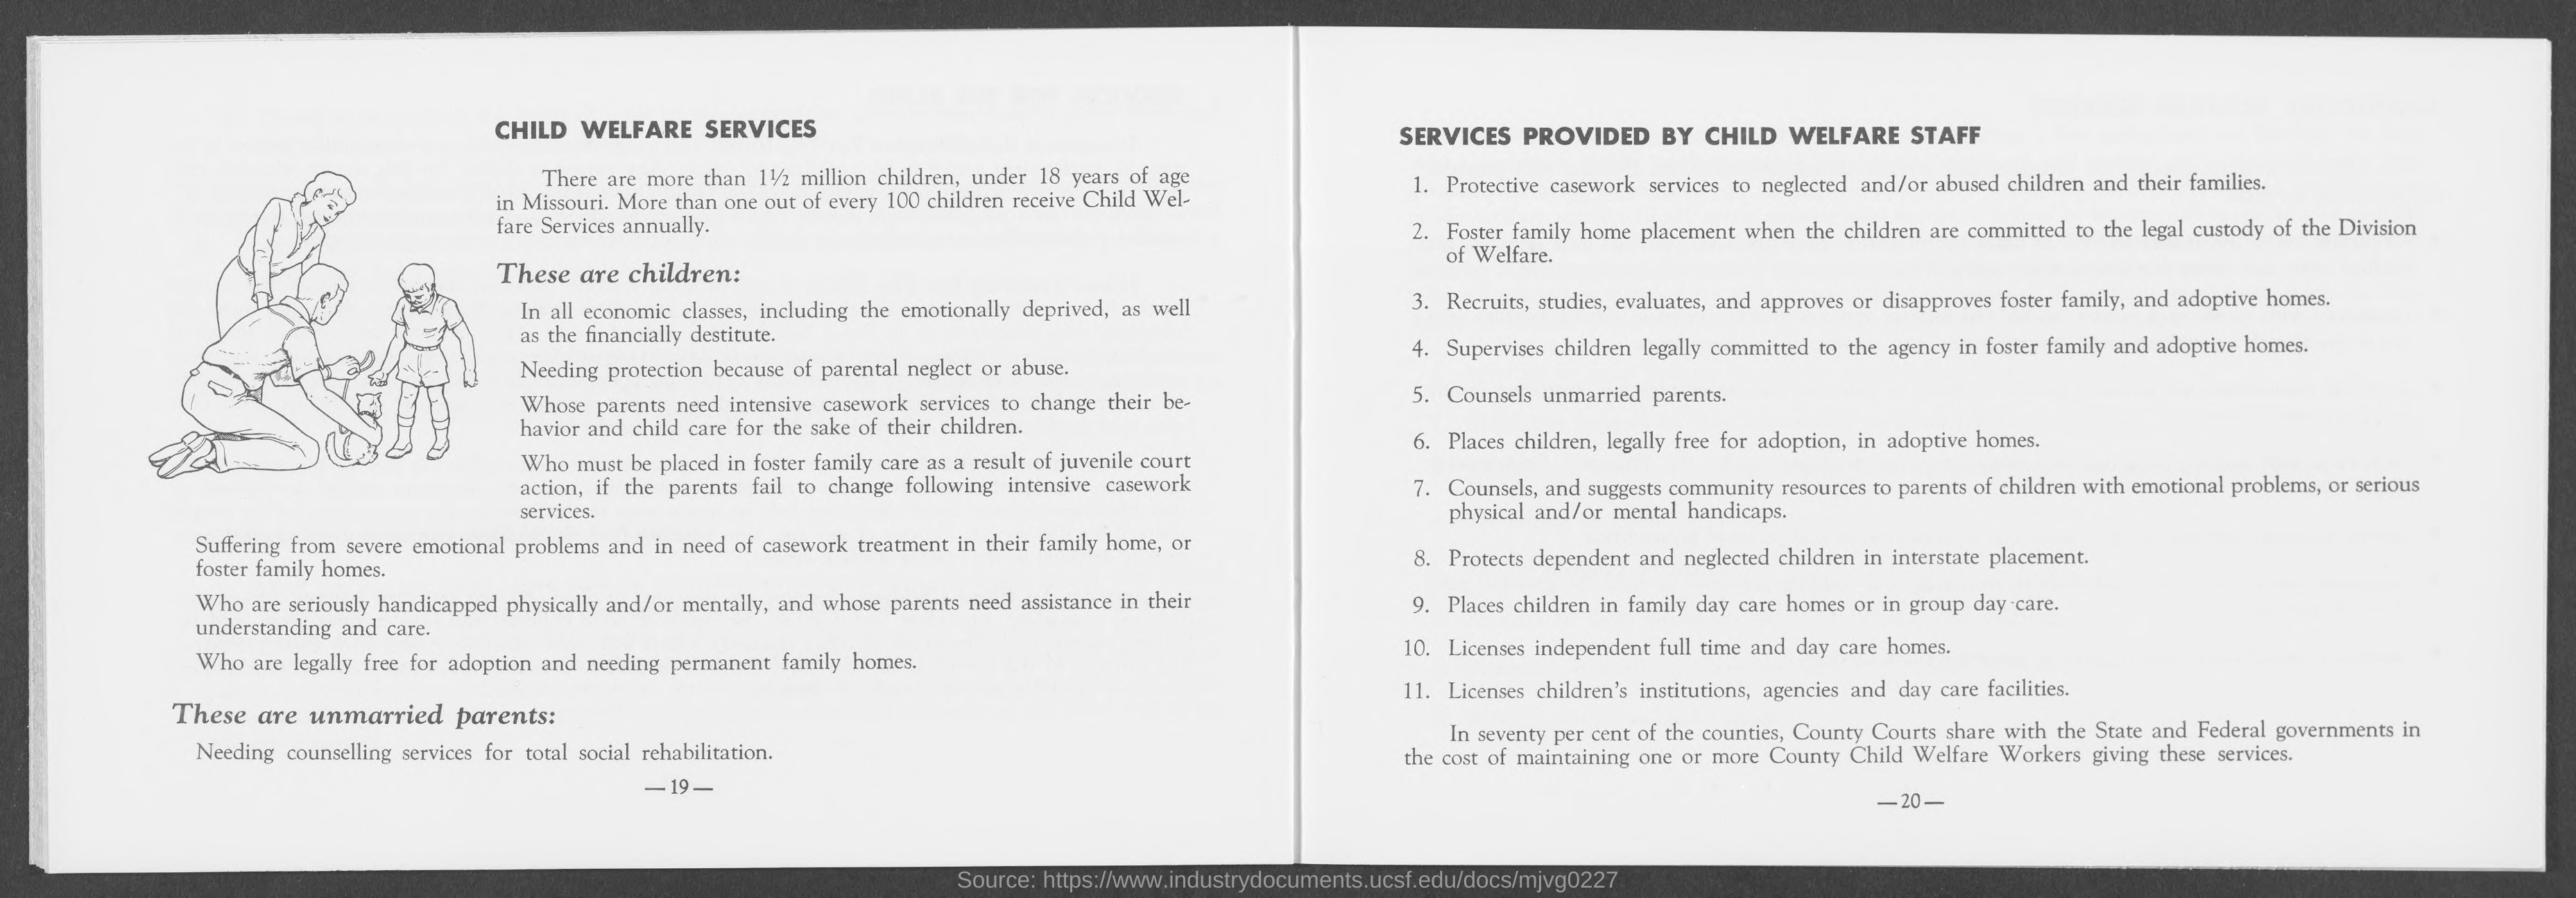 CHILD WELFARE SERVICES
There are more than 1½ million children, under 18 years of age
in Missouri. More than one out of every 100 children receive Child Wel-
fare Services annually.
These are children:
In all economic classes, including the emotionally deprived, as well
as the financially destitute.
Needing protection because of parental neglect or abuse.
Whose parents need intensive casework services to change their be-
havior and child care for the sake of their children.
Who must be placed in foster family care as a result of juvenile court
action, if the parents fail to change following intensive casework
services.
Suffering from severe emotional problems and in need of casework treatment in their family home, or
foster family homes.
Who are seriously handicapped physically and/or mentally, and whose parents need assistance in their
understanding and care.
Who are legally free for adoption and needing permanent family homes.
These are unmarried parents:
Needing counselling services for total social rehabilitation.
—19—
SERVICES PROVIDED BY CHILD WELFARE STAFF
1. Protective casework services to neglected and/or abused children and their families.
2. Foster family home placement when the children are committed to the legal custody of the Division
of Welfare.
3. Recruits, studies, evaluates, and approves or disapproves foster family, and adoptive homes.
4. Supervises children legally committed to the agency in foster family and adoptive homes.
5. Counsels unmarried parents.
6. Places children, legally free for adoption, in adoptive homes.
7. Counsels, and suggests community resources to parents of children with emotional problems, or serious
physical and/or mental handicaps.
8. Protects dependent and neglected children in interstate placement.
9. Places children in family day care homes or in group day care.
10. Licenses independent full time and day care homes.
11. Licenses children's institutions, agencies and day care facilities.
In seventy per cent of the counties, County Courts share with the State and Federal governments in
the cost of maintaining one or more County Child Welfare Workers giving these services.
—20—
Source: https://www.industrydocuments.ucsf.edu/docs/mjvg0227